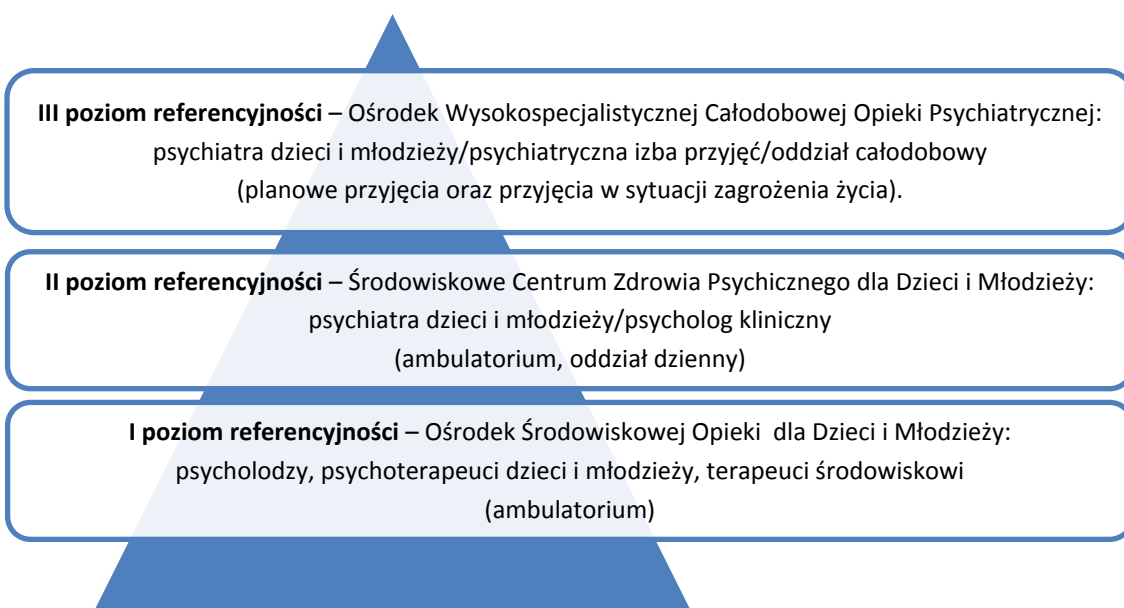 III poziom referencyjności – Ośrodek Wysokospecjalistycznej Całodobowej Opieki Psychiatrycznej:
psychiatra dzieci i młodzieży/psychiatryczna izba przyjęć/oddział całodobowy
(planowe przyjęcia oraz przyjęcia w sytuacji zagrożenia życia).
II poziom referencyjności – Środowiskowe Centrum Zdrowia Psychicznego dla Dzieci i Młodzieży:
psychiatra dzieci i młodzieży/psycholog kliniczny
(ambulatorium, oddział dzienny)
I poziom referencyjności – Ośrodek Środowiskowej Opieki dla Dzieci i Młodzieży:
psycholodzy, psychoterapeuci dzieci i młodzieży, terapeuci środowiskowi
(ambulatorium)